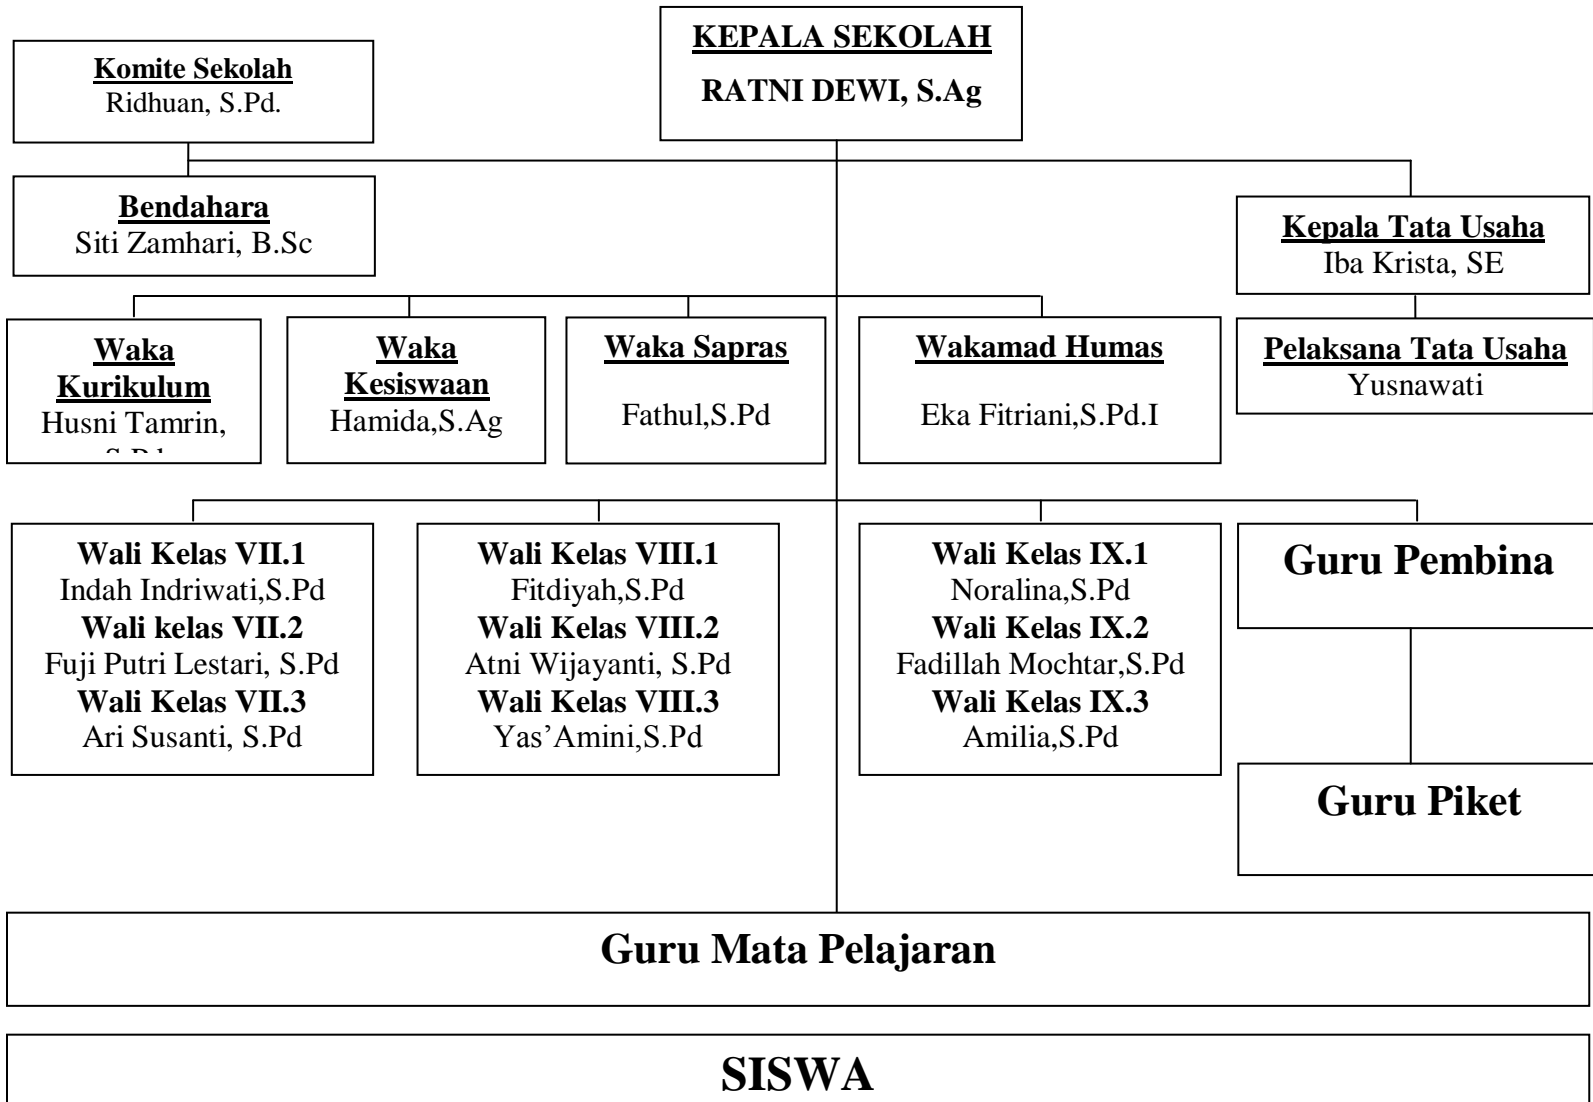 KEPALA SEKOLAH
RATNI DEWI, S.Ag
Komite Sekolah
Ridhuan, S.Pd.
Bendahara
Siti Zamhari, B.Sc
Kepala Tata Usaha
Iba Krista, SE
Waka
Kurikulum
Husni Tamrin,
Waka
Kesiswaan
Hamida,S.Ag
Waka Sapras
Fathul,S.Pd
Wakamad Humas
Eka Fitriani,S.Pd.I
Pelaksana Tata Usaha
Yusnawati
Wali Kelas VII.1
Indah Indriwati,S.Pd
Wali kelas VII.2
Fuji Putri Lestari, S.Pd
Wali Kelas VII.3
Ari Susanti, S.Pd
Wali Kelas VIII.1
Fitdiyah,S.Pd
Wali Kelas VIII.2
Atni Wijayanti, S.Pd
Wali Kelas VIII.3
Yas’Amini,S.Pd
Wali Kelas IX.1
Noralina,S.Pd
Wali Kelas IX.2
Fadillah Mochtar,S.Pd
Wali Kelas IX.3
Amilia,S.Pd
Guru Pembina
Guru Piket
Guru Mata Pelajaran
SISWA